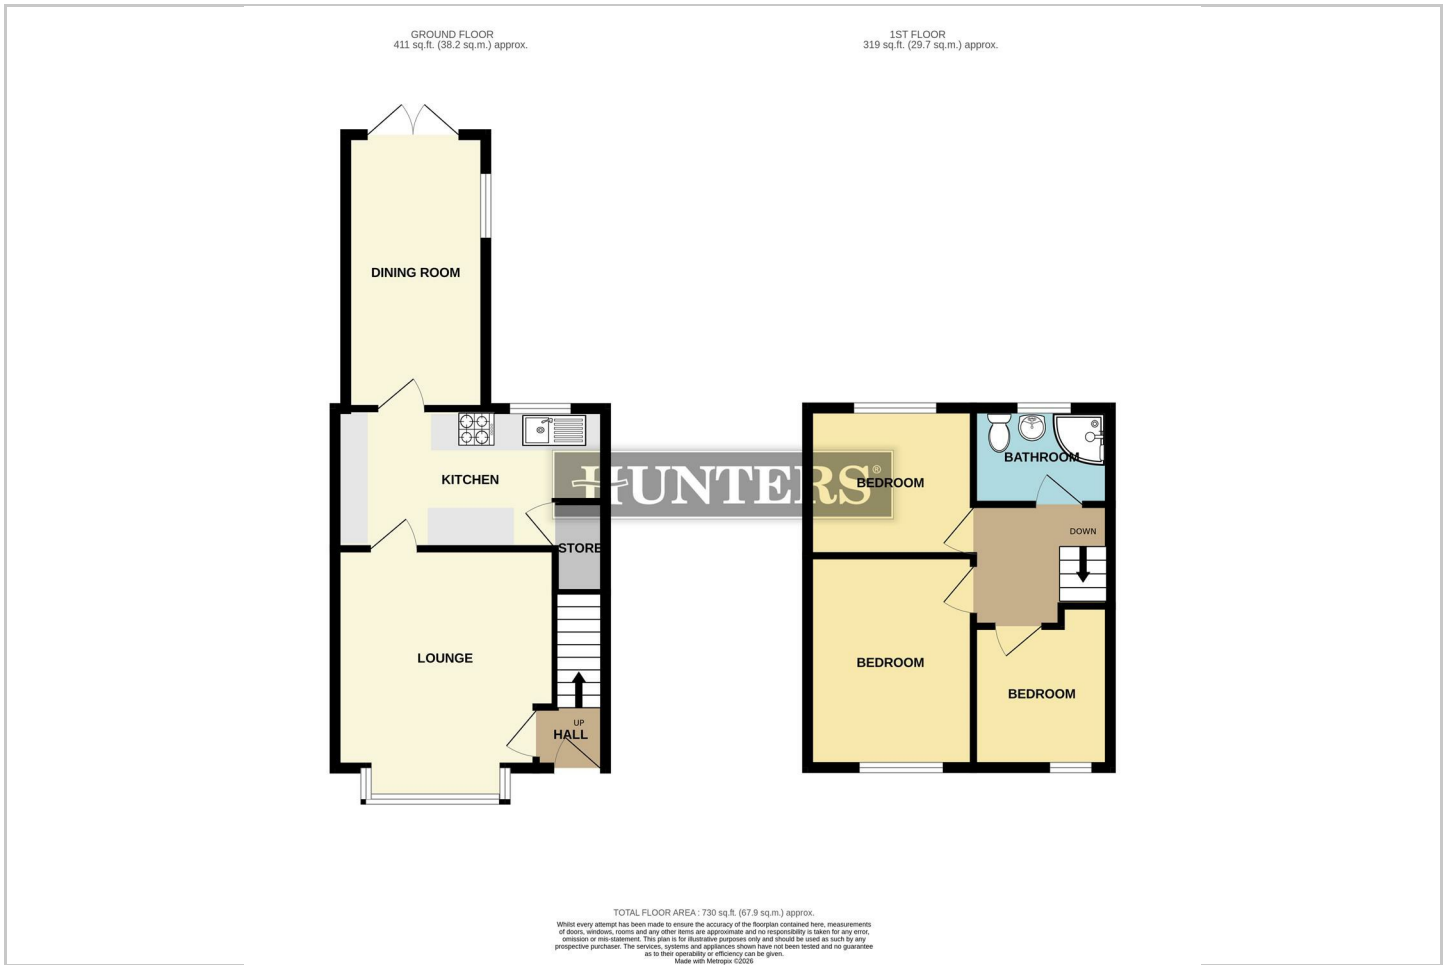 GROUND FLOOR
411 sq.ft. (38.2 sq.m.) approx.
1ST FLOOR
319 sq.ft. (29.7 sq.m.) approx.
DINING ROOM
KITCHEN
STORE
LOUNGE
UP
HALL
HUNTERS®
BEDROOM
BATHROOM
DOWN
BEDROOM
BEDROOM
TOTAL FLOOR AREA : 730 sq.ft. (67.9 sq.m.) approx.
Whilst every attempt has been made to ensure the accuracy of the floorplan contained here, measurements
of doors, windows, rooms and any other items are approximate and no responsibility is taken for any error,
omission or mis-statement. This plan is for illustrative purposes only and should be used as such by any
prospective purchaser. The services, systems and appliances shown have not been tested and no guarantee
as to their operability or efficiency can be given.
Made with Metropix ©2026